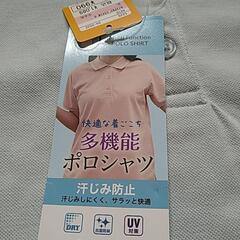 Function
POLO SHIRT
快適な着ごこち
多機能
ポロシャツ
汗じみ防止
汗じみしにくく、サラッと快適
DRY
UV
対策